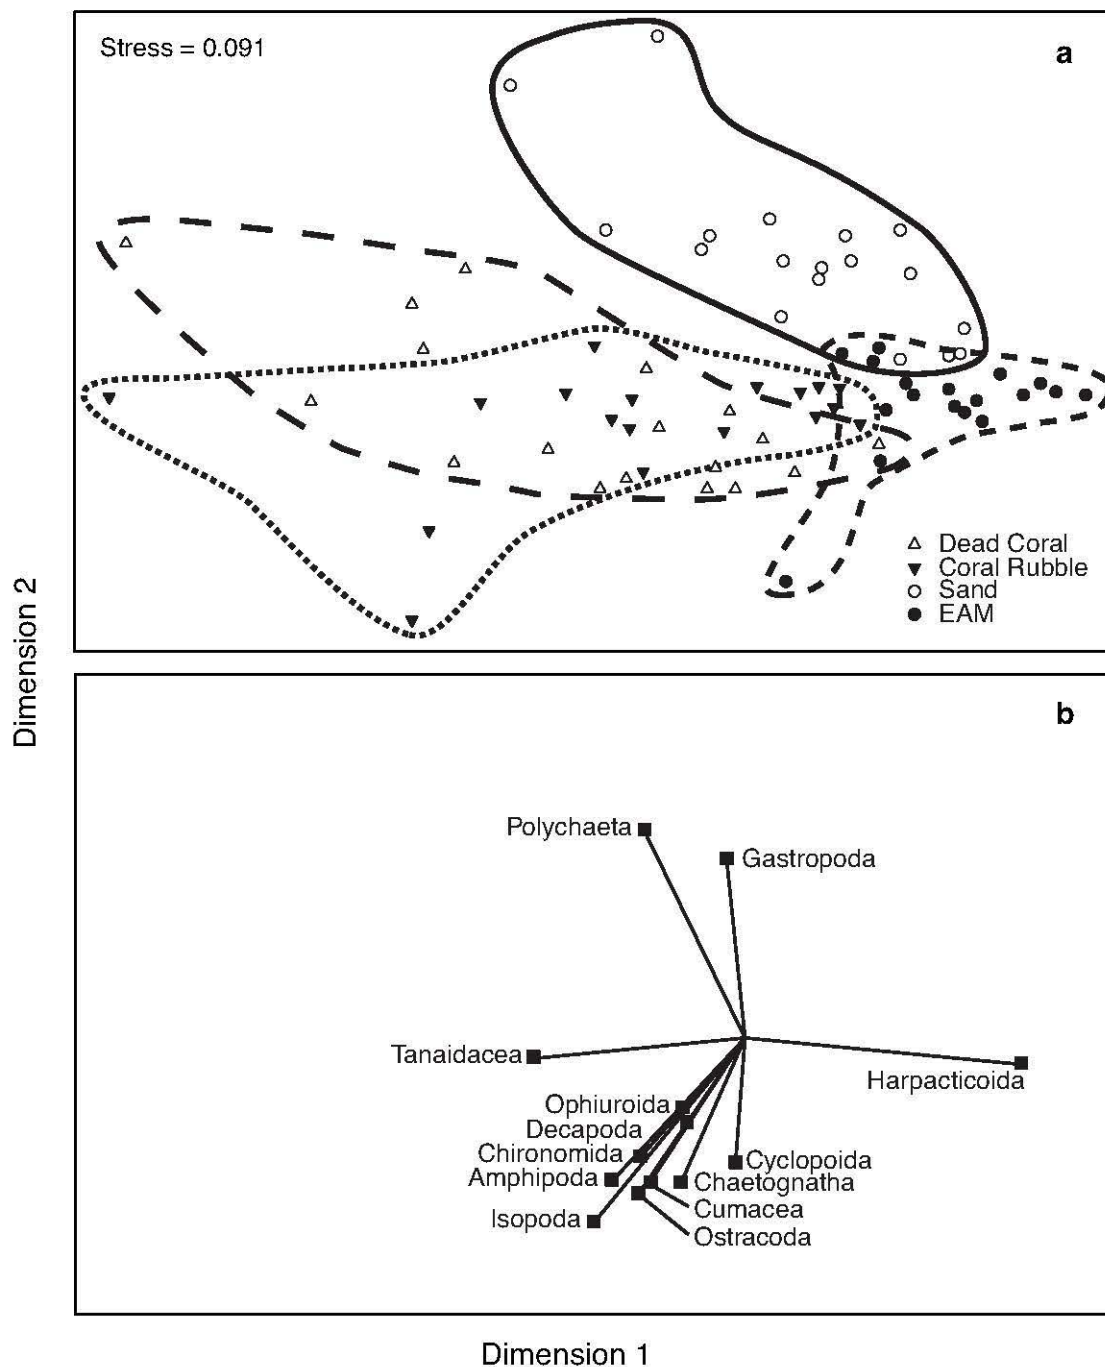 Stress = 0.091
a
Dead Coral
Coral Rubble
Sand
EAM
Dimension 2
b
Polychaeta
Gastropoda
Tanaidacea
Harpacticoida
Ophiuroida
Decapoda
Chironomida
Cyclopoida
Amphipoda
Chaetognatha
Isopoda
Cumacea
Ostracoda
Dimension 1